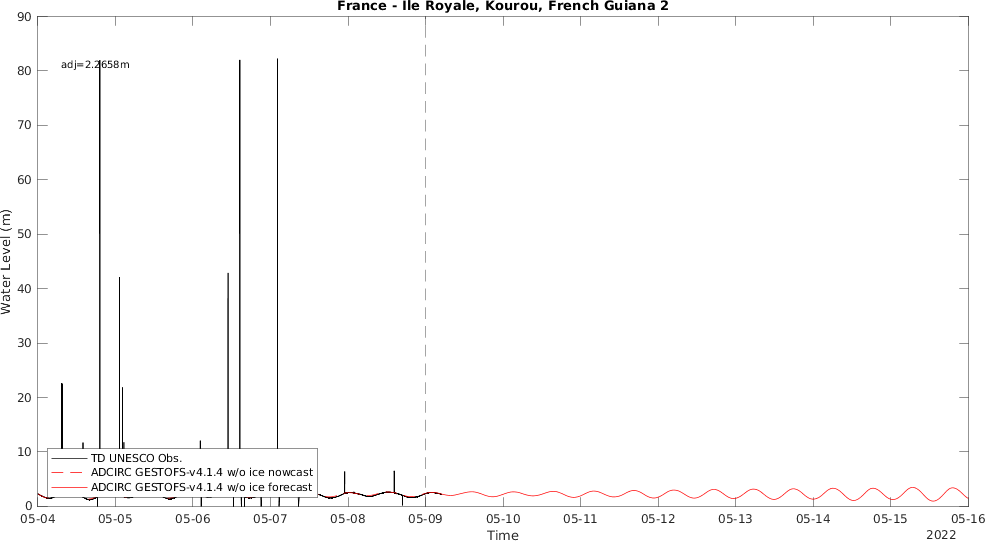 France - Ile Royale, Kourou, French Guiana 2
90
80
70
60
50
40
30
20
10
0
Water Level (m)
adj=2.2658m
TD UNESCO Obs.
ADCIRC GESTOFS-v4.1.4 w/o ice nowcast
ADCIRC GESTOFS-v4.1.4 w/o ice forecast
05-04 05-05 05-06 05-07 05-08 05-09 05-10 05-11 05-12 05-13 05-14 05-15 05-16
Time
2022